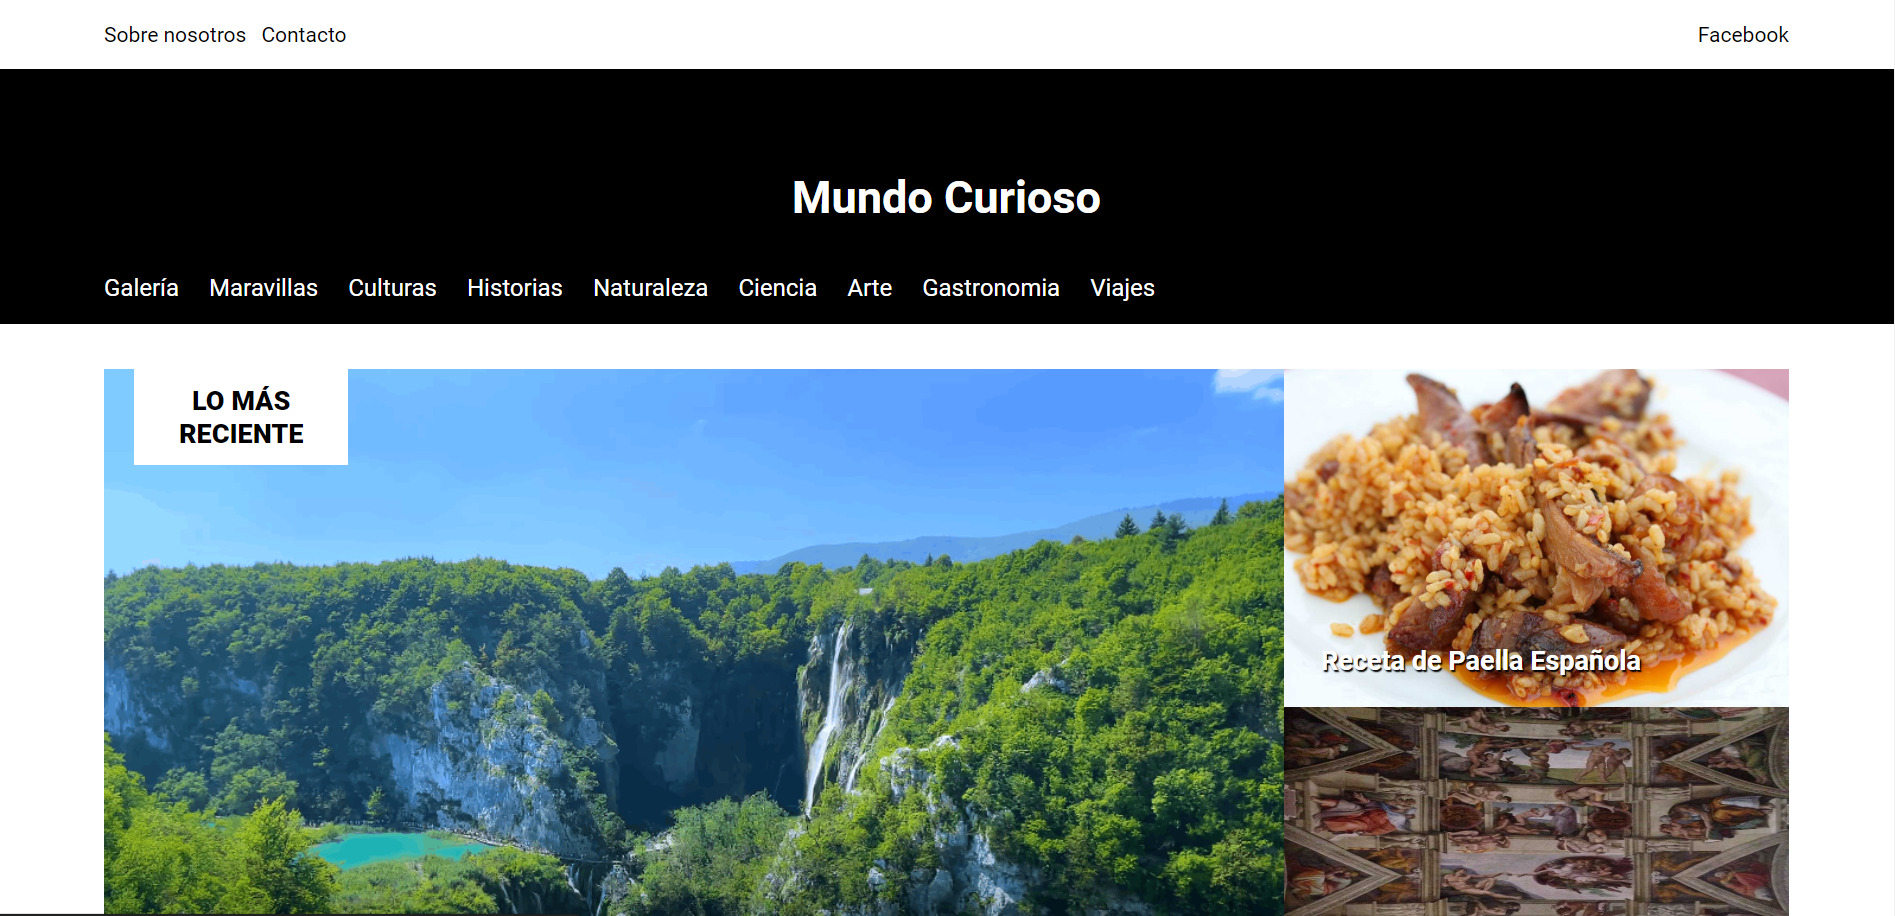 Sobre nosotros Contacto Facebook
Mundo Curioso
Galería Maravillas Culturas Historias Naturaleza Ciencia Arte Gastronomia Viajes
LO MÁS
RECIENTE
Receta de Paella Española